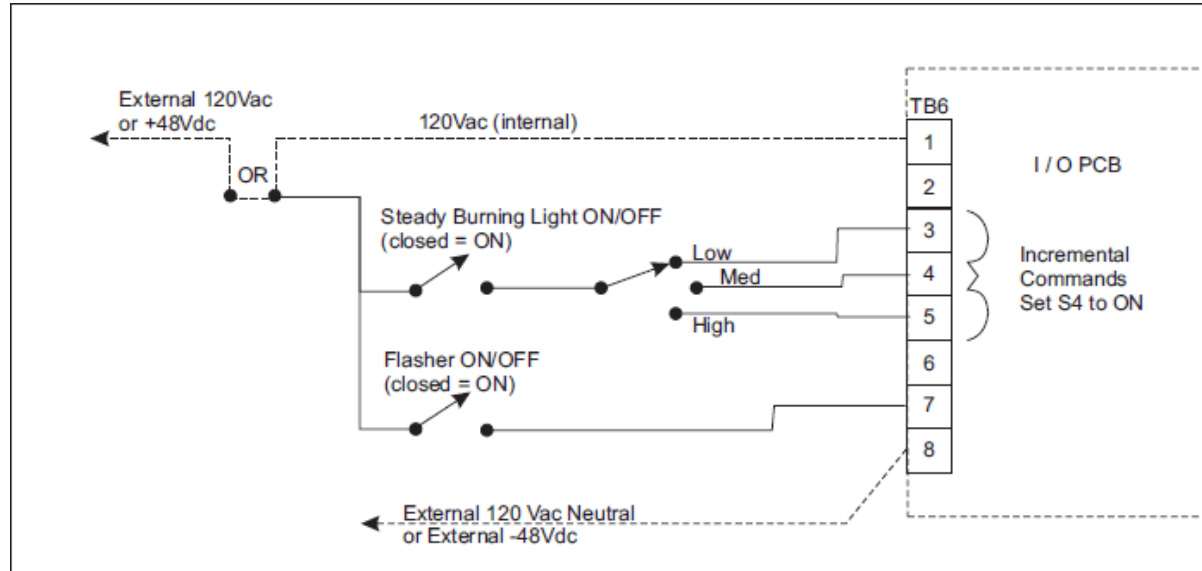 External 120Vac
or +48Vdc
120Vac (internal)
TB6
OR
1
I / O PCB
2
Steady Burning Light ON/OFF
(closed = ON)
3
Low
Incremental
Commands
Set S4 to ON
Med
4
High
5
Flasher ON/OFF
(closed = ON)
6
7
8
External 120 Vac Neutral
or External -48Vdc